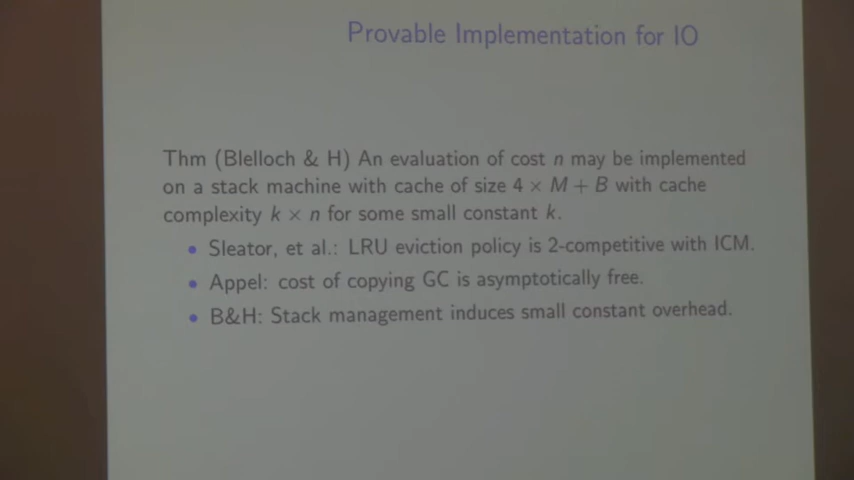 Provable Implementation for IO
Thm (Blelloch & H) An evaluation of cost n may be implemented
on a stack machine with cache of size 4 × M + B with cache
complexity k × n for some small constant k.
• Sleator, et al.: LRU eviction policy is 2-competitive with ICM.
• Appel: cost of copying GC is asymptotically free.
• B&H: Stack management induces small constant overhead.